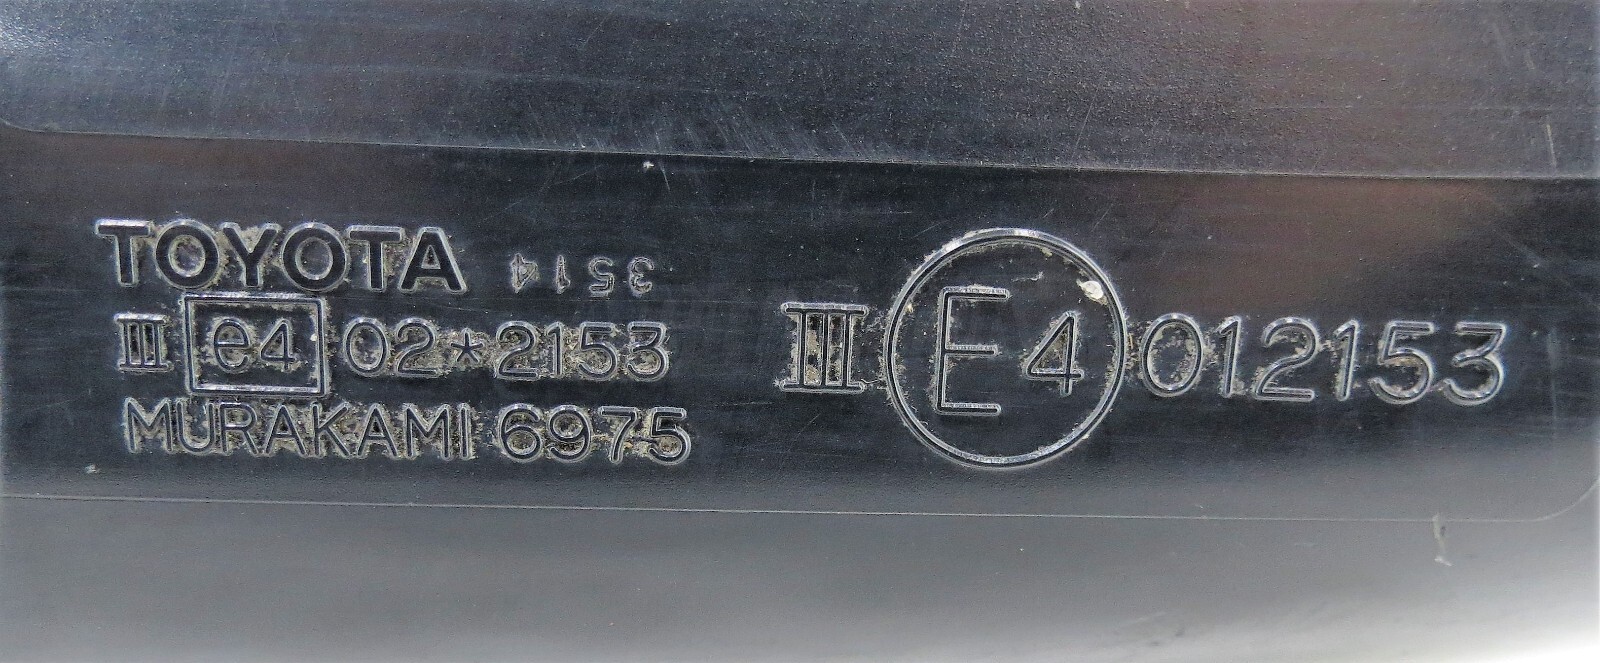 TOYOTA 3514
III e4 02*2153
MURAKAMI 6975
III E4 012153